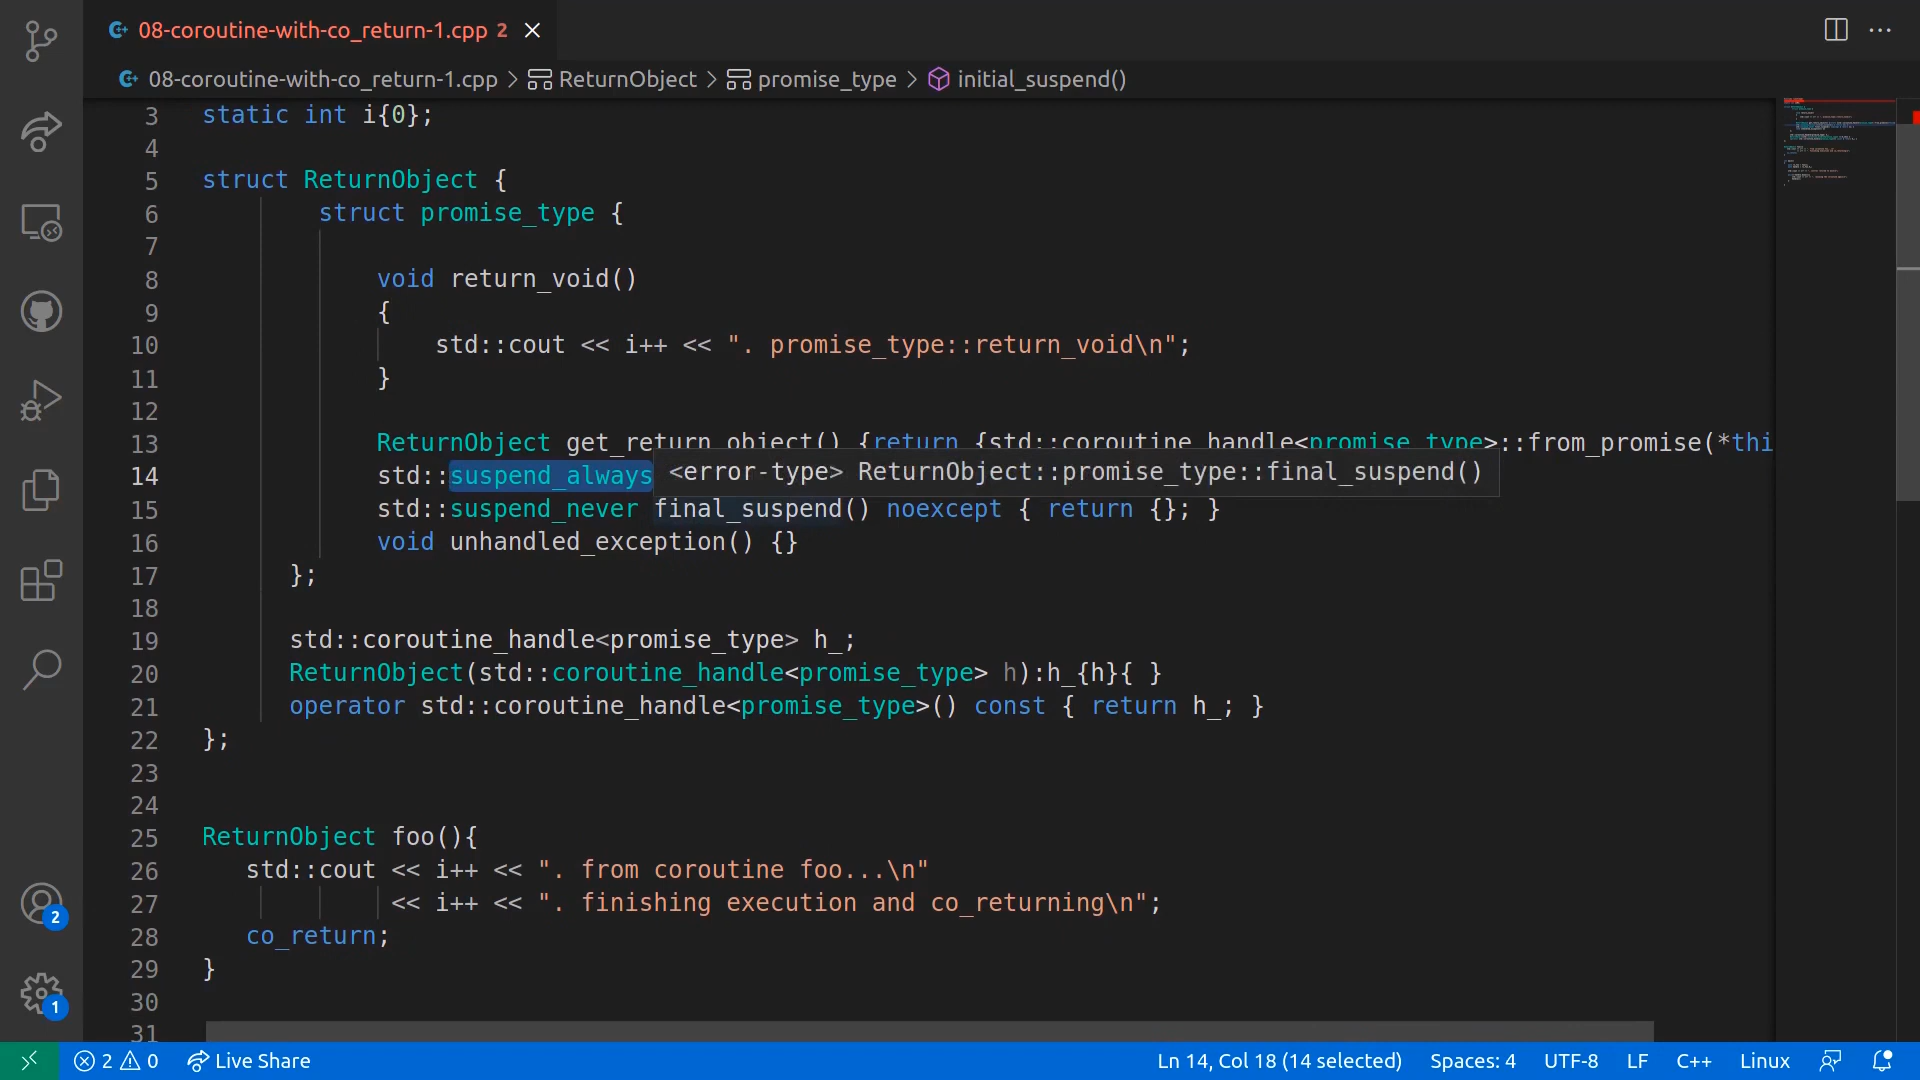 08-coroutine-with-co_return-1.cpp 2
08-coroutine-with-co_return-1.cpp > ReturnObject > promise_type > initial_suspend()
3 static int i{0};
4
5 struct ReturnObject {
6 struct promise_type {
7
8 void return_void()
9 {
10 std::cout << i++ << ". promise_type::return_void\n";
11 }
12
13 ReturnObject get_return_object() {return {std::coroutine_handle<promise_type>::from_promise(*thi
14 std::suspend_always
<error-type> ReturnObject::promise_type::final_suspend()
15 std::suspend_never final_suspend() noexcept { return {}; }
16 void unhandled_exception() {}
17 };
18
19 std::coroutine_handle<promise_type> h_;
20 ReturnObject(std::coroutine_handle<promise_type> h):h_{h}{ }
21 operator std::coroutine_handle<promise_type>() const { return h_; }
22 };
23
24
25 ReturnObject foo(){
26 std::cout << i++ << ". from coroutine foo...\n"
27 << i++ << ". finishing execution and co_returning\n";
28 co_return;
29 }
30
31
2
1
2 0 Live Share Ln 14, Col 18 (14 selected) Spaces: 4 UTF-8 LF C++ Linux